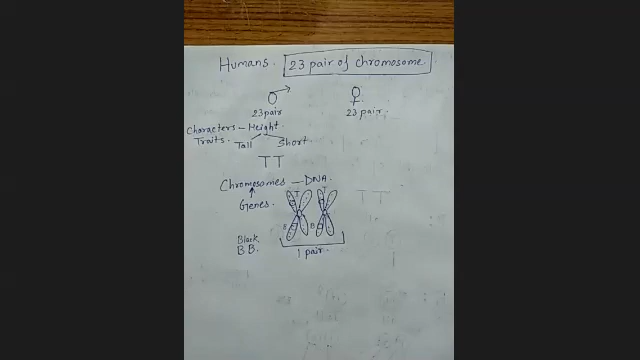 Humans. 23 pair of chromosome
23 pair 23 pair.
Characters - Height
Traits. Tall Short
TT
Chromosomes - DNA.
Genes
T T
B B
Black
BB.
1 pair.